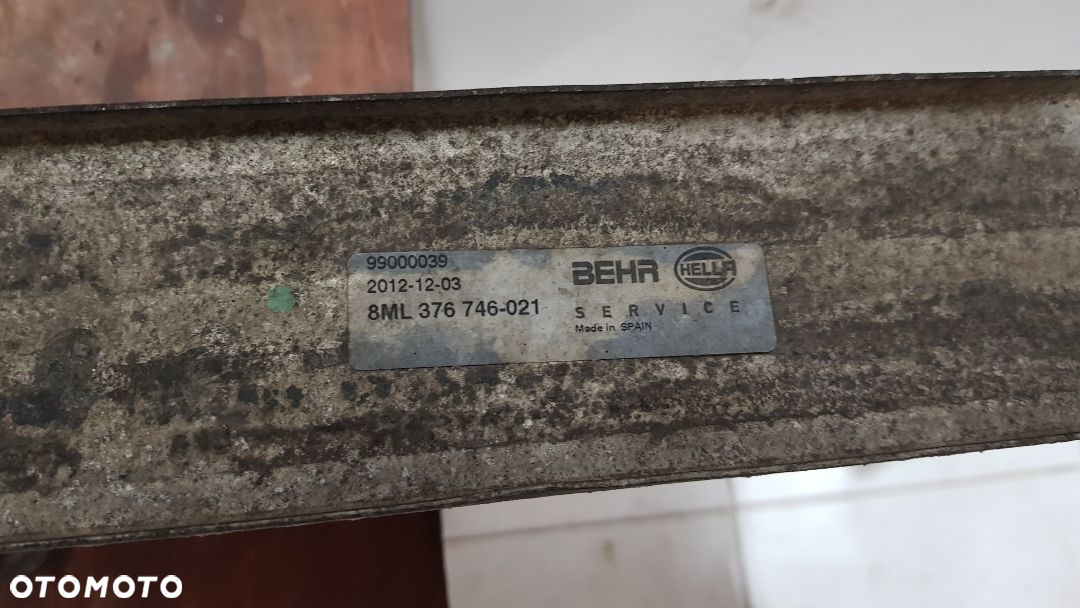 99000039
2012-12-03
8ML 376 746-021
BEHR HELLA
SERVICE
Made in SPAIN
OTOMOTO